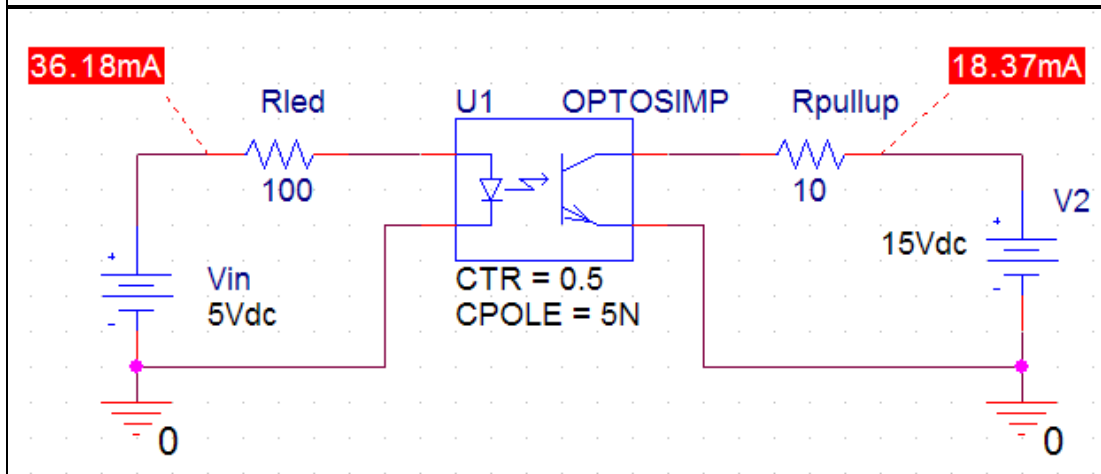 36.18mA
18.37mA
Rled
U1
OPTOSIMP
Rpullup
100
10
V2
+
15Vdc
-
+
Vin
5Vdc
-
CTR = 0.5
CPOLE = 5N
0
0